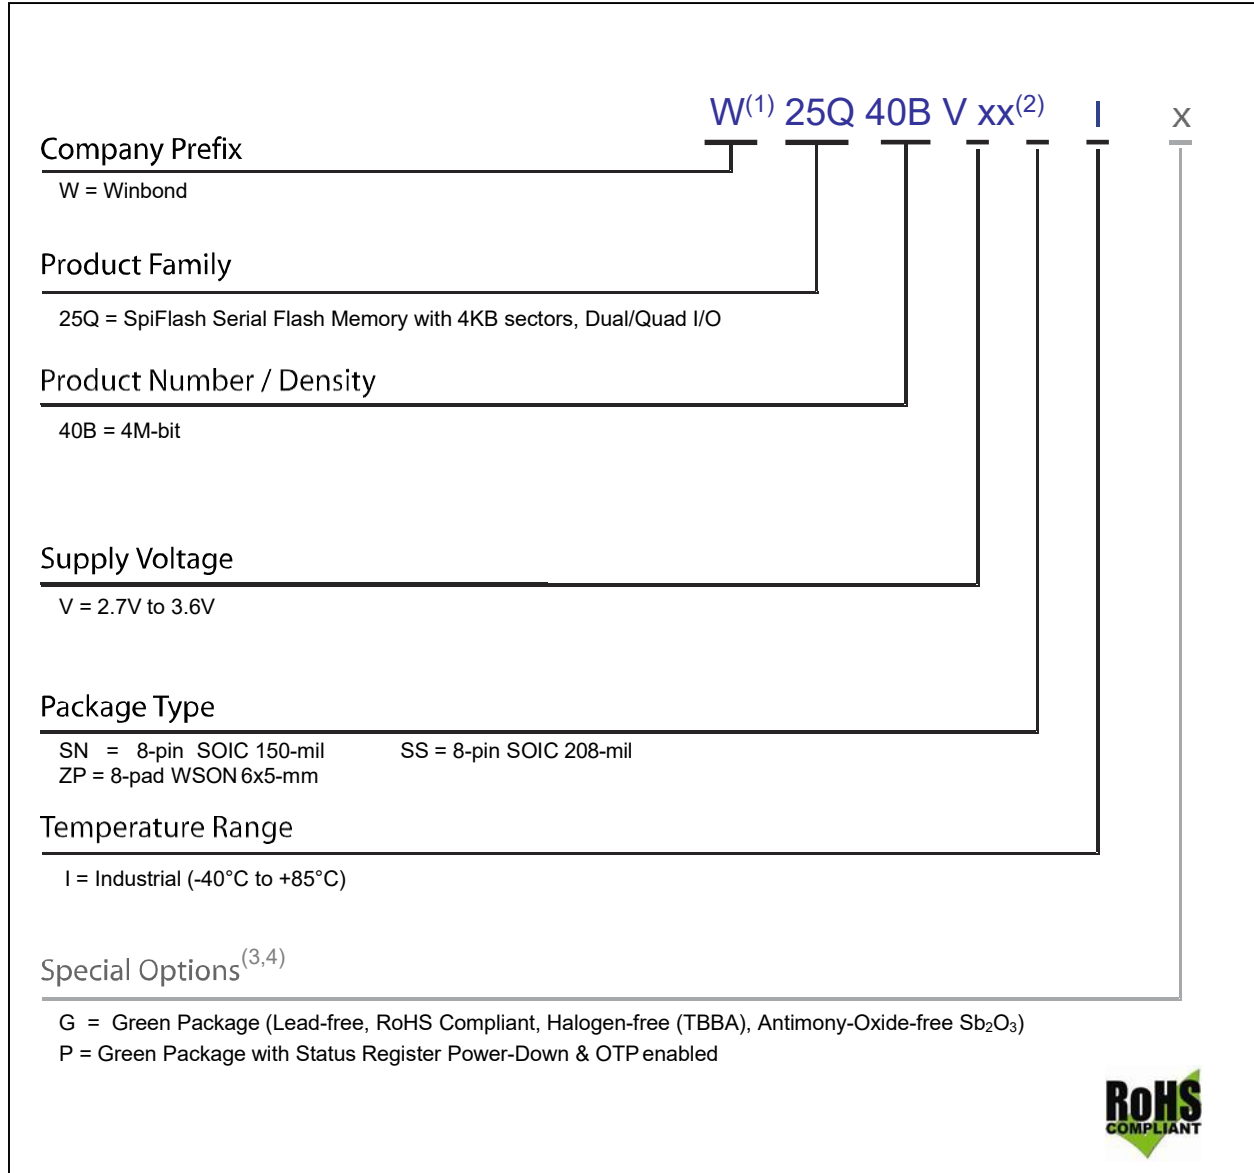 W(1) 25Q 40B V xx(2) I x
Company Prefix
W = Winbond
Product Family
25Q = SpiFlash Serial Flash Memory with 4KB sectors, Dual/Quad I/O
Product Number / Density
40B = 4M-bit
Supply Voltage
V = 2.7V to 3.6V
Package Type
SN = 8-pin SOIC 150-mil SS = 8-pin SOIC 208-mil
ZP = 8-pad WSON 6x5-mm
Temperature Range
I = Industrial (-40°C to +85°C)
Special Options(3,4)
G = Green Package (Lead-free, RoHS Compliant, Halogen-free (TBBA), Antimony-Oxide-free Sb₂O₃)
P = Green Package with Status Register Power-Down & OTP enabled
RoHS
COMPLIANT